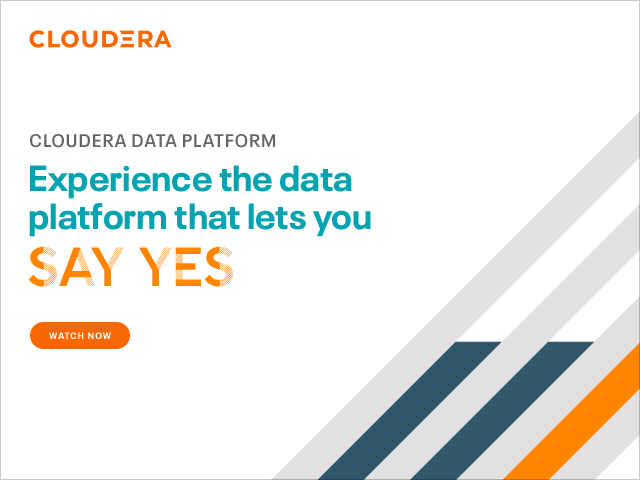 CLOUDERA
CLOUDERA DATA PLATFORM
Experience the data
platform that lets you
SAY YES
WATCH NOW